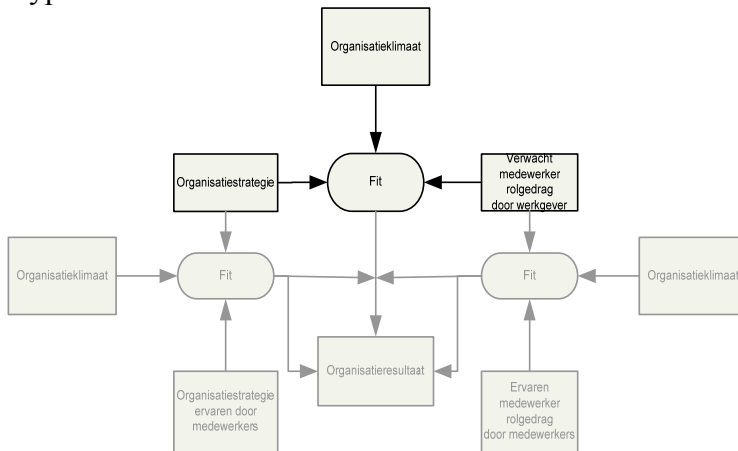 Organisatieklimaat
Organisatiestrategie
Fit
Verwacht
medewerker
rolgedrag
door werkgever
Organisatieklimaat
Fit
Fit
Organisatieklimaat
Organisatiestrategie
ervaren door
medewerkers
Organisatieresultaat
Ervaren
medewerker
rolgedrag
door medewerkers